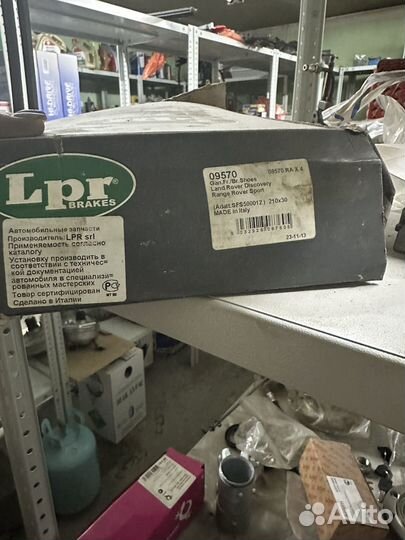 Lpr
BRAKES
Автомобильные запчасти
Производитель: LPR srl
Применяемость согласно
каталогу
Установку производить в
соответствии с техничес-
кой документацией
автомобиля в специализи-
рованных мастерских
Товар сертифицирован
Сделано в Италии
09570
09570 RA X 4
Gan.Fr./Br. Shoes
Land Rover Discovery
Range Rover Sport
(Adatt.SFS500012) 210x30
MADE in Italy
23-11-13
Avito